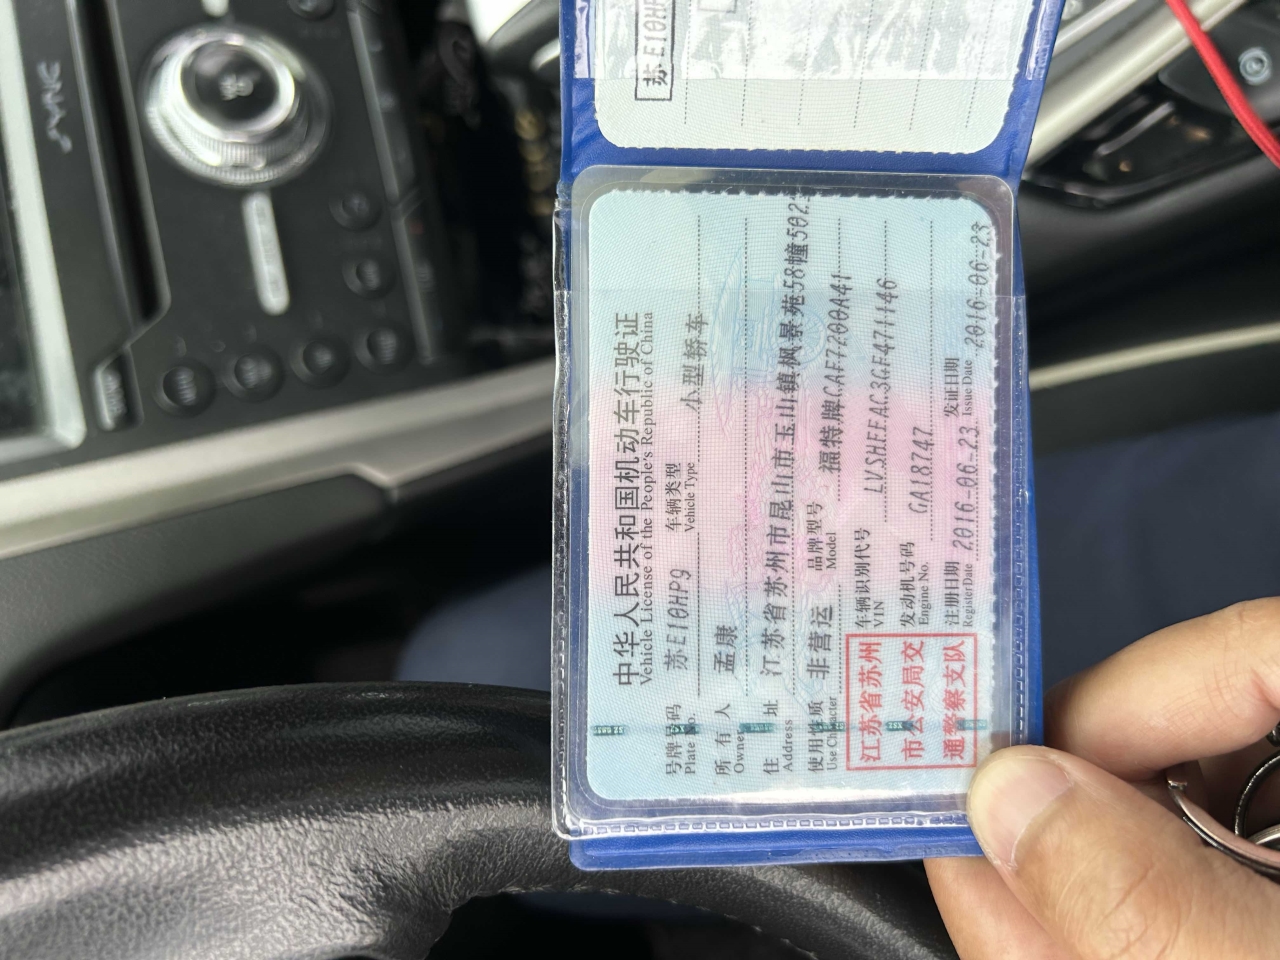 中华人民共和国机动车行驶证
Vehicle License of the People's Republic of China
号牌号码 苏E10HP9 车辆类型 小型轿车
Plate No. Vehicle Type
所有人 孟康
Owner
住址 江苏省苏州市昆山市玉山镇枫景苑58幢502
Address
使用性质 非营运 品牌型号 福特牌CAF7200A41
Use Character Model
车辆识别代号 LVSHFFAC3GF471146
VIN
发动机号码 GA18747
Engine No.
注册日期 2016-06-23 发证日期 2016-06-23
Register Date Issue Date
江苏省苏州
市公安局交
通警察支队
苏E10H
SYNC